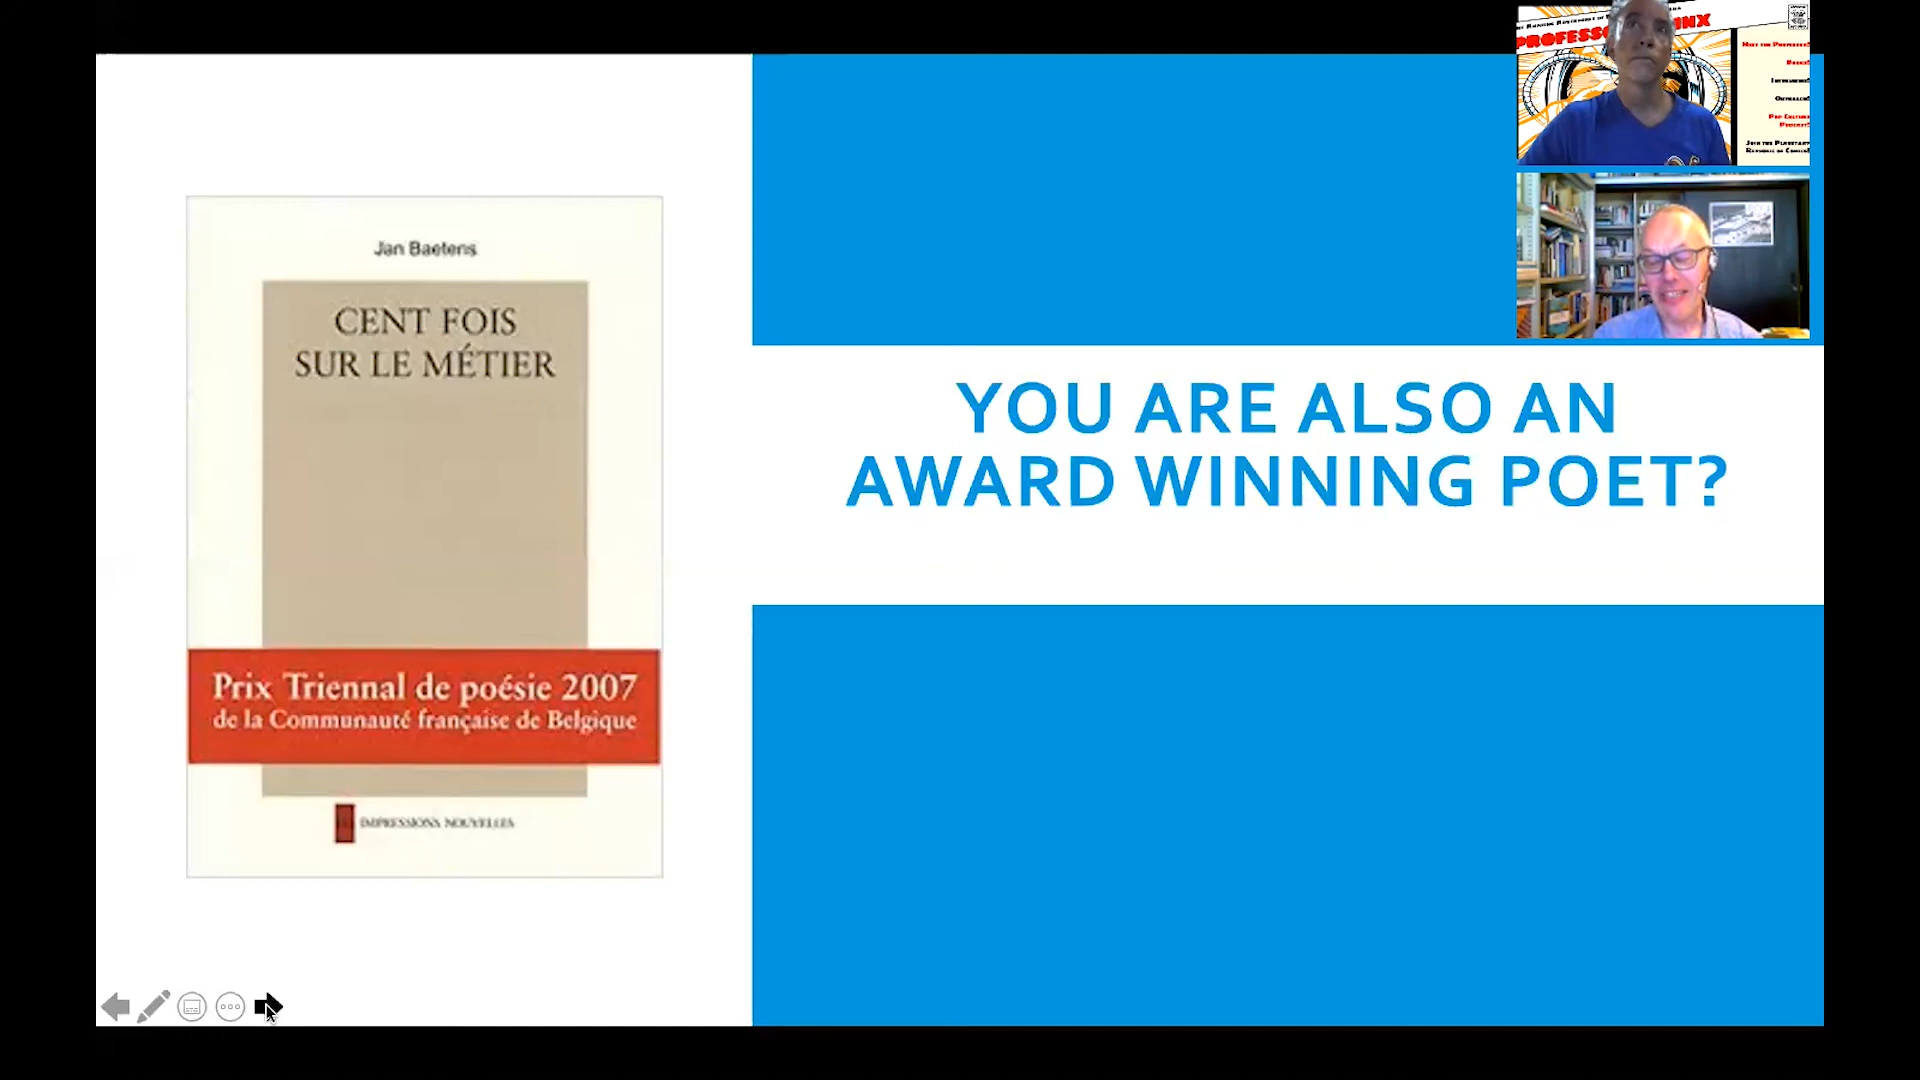 Jan Baetens
CENT FOIS
SUR LE MÉTIER
Prix Triennal de poésie 2007
de la Communauté française de Belgique
IMPRESSIONS NOUVELLES
YOU ARE ALSO AN
AWARD WINNING POET?